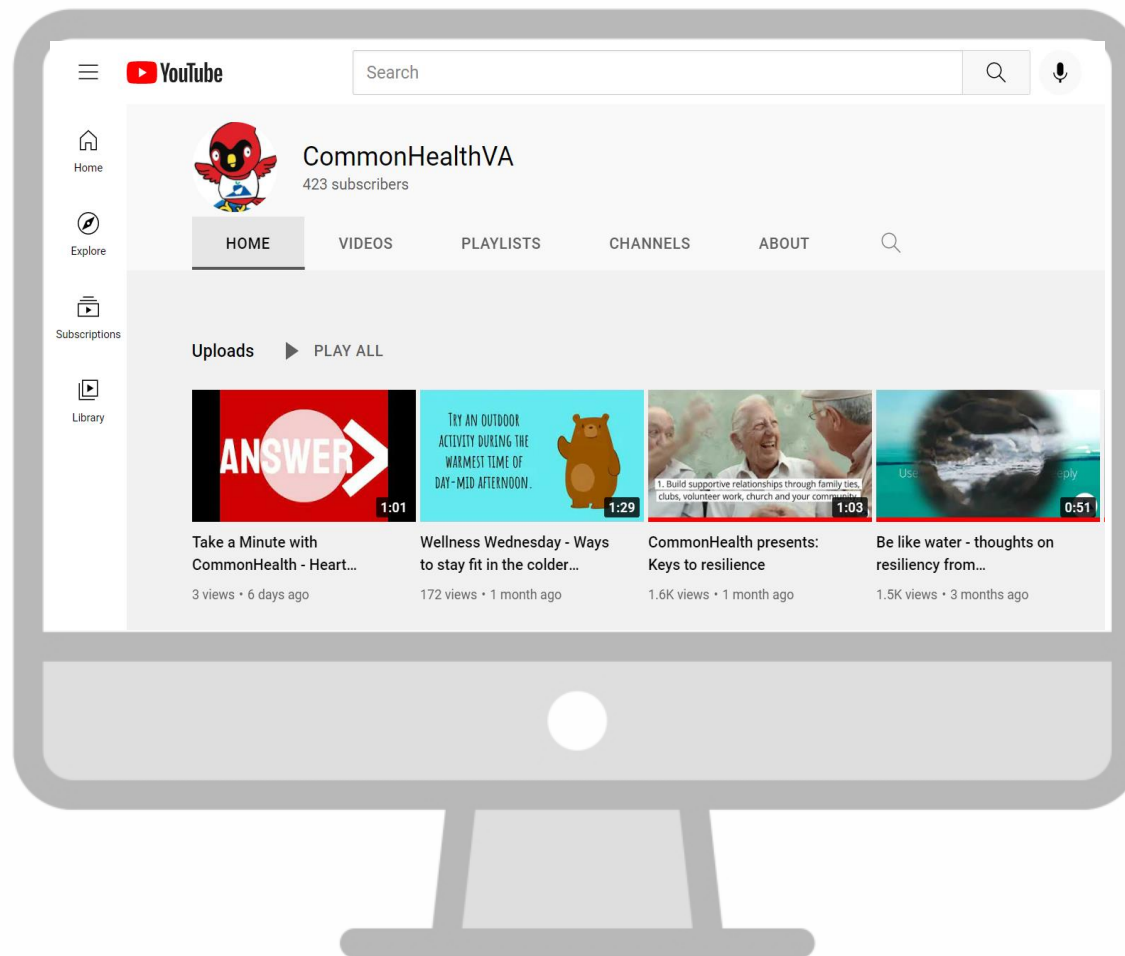 YouTube
Search
Home
Explore
Subscriptions
Library
CommonHealthVA
423 subscribers
HOME VIDEOS PLAYLISTS CHANNELS ABOUT
Uploads PLAY ALL
ANSWER
1:01
TRY AN OUTDOOR
ACTIVITY DURING THE
WARMEST TIME OF
DAY-MID AFTERNOON.
1:29
1. Build supportive relationships through family ties,
clubs, volunteer work, church and your community.
1:03
Use
eply
0:51
Take a Minute with
CommonHealth - Heart...
3 views • 6 days ago
Wellness Wednesday - Ways
to stay fit in the colder...
172 views • 1 month ago
CommonHealth presents:
Keys to resilience
1.6K views • 1 month ago
Be like water - thoughts on
resiliency from...
1.5K views • 3 months ago